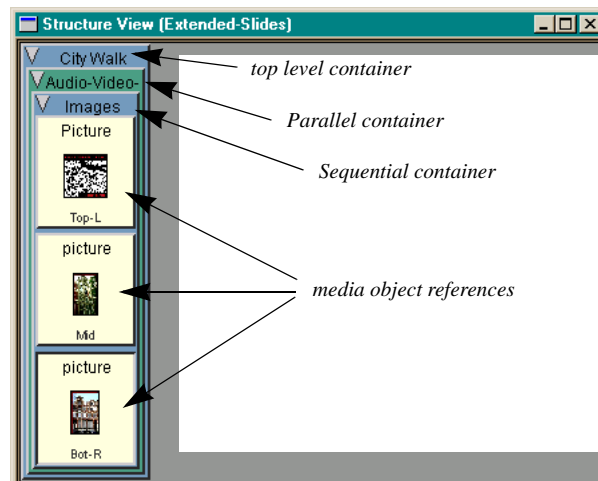 Structure View (Extended-Slides)
City Walk
top level container
Audio-Video-
Parallel container
Images
Sequential container
Picture
Top-L
picture
media object references
Mid
picture
Bot-R